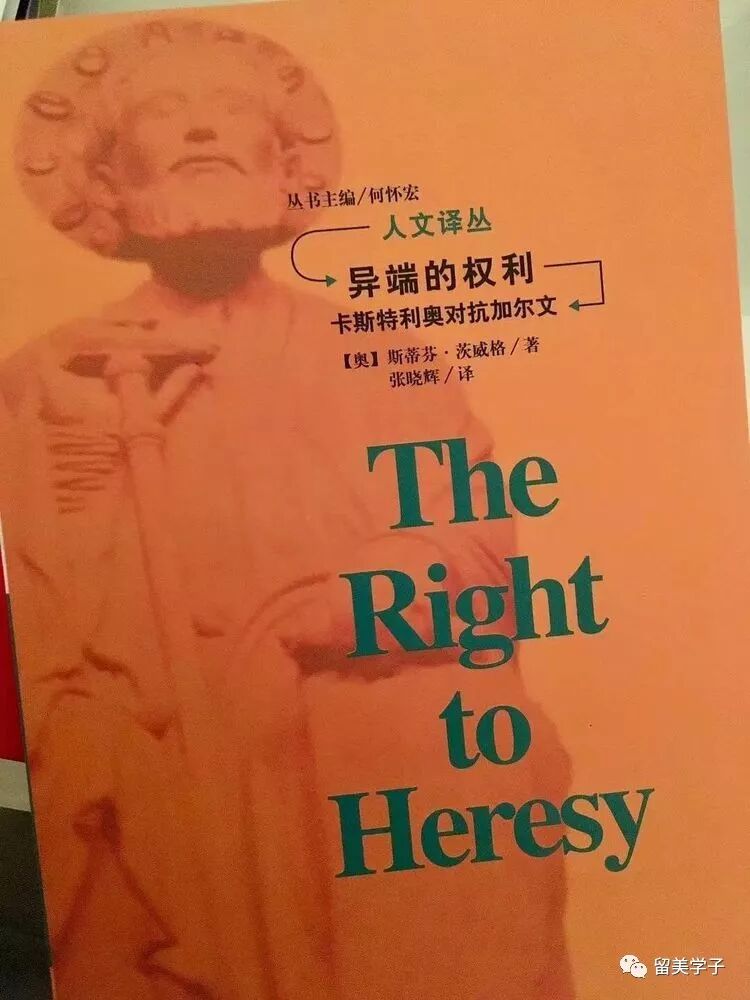 丛书主编/何怀宏
人文译丛
异端的权利
卡斯特利奥对抗加尔文
【奥】斯蒂芬·茨威格/著
张晓辉/译
The
Right
to
Heresy
留美学子